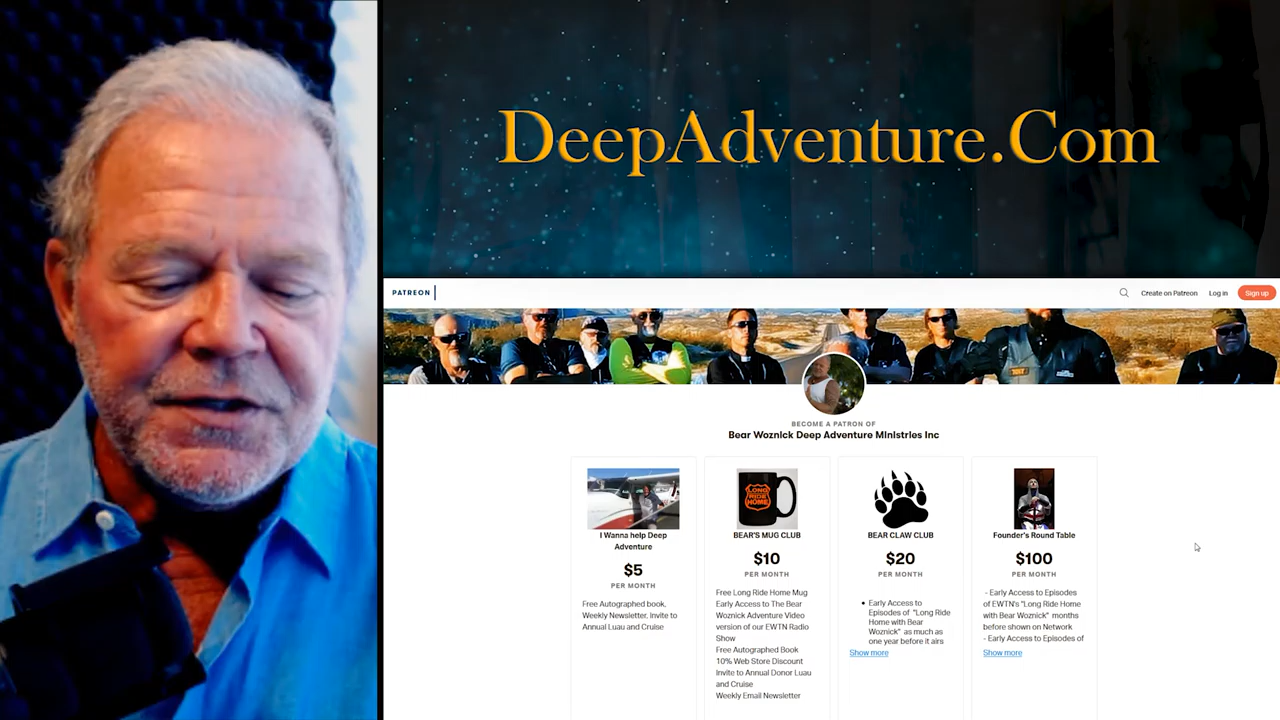 DeepAdventure.Com
PATREON
Create on Patreon
Log in
Sign up
BECOME A PATRON OF
Bear Woznick Deep Adventure Ministries Inc
I Wanna help Deep
Adventure
$5
PER MONTH
Free Autographed book,
Weekly Newsletter, Invite to
Annual Luau and Cruise
LONG
RIDE
HOME
BEAR'S MUG CLUB
$10
PER MONTH
Free Long Ride Home Mug
Early Access to The Bear
Woznick Adventure Video
version of our EWTN Radio
Show
Free Autographed Book
10% Web Store Discount
Invite to Annual Donor Luau
and Cruise
Weekly Email Newsletter
BEAR CLAW CLUB
$20
PER MONTH
• Early Access to
Episodes of "Long Ride
Home with Bear
Woznick" as much as
one year before it airs
Show more
Founder's Round Table
$100
PER MONTH
- Early Access to Episodes
of EWTN's "Long Ride Home
with Bear Woznick" months
before shown on Network
- Early Access to Episodes of
Show more